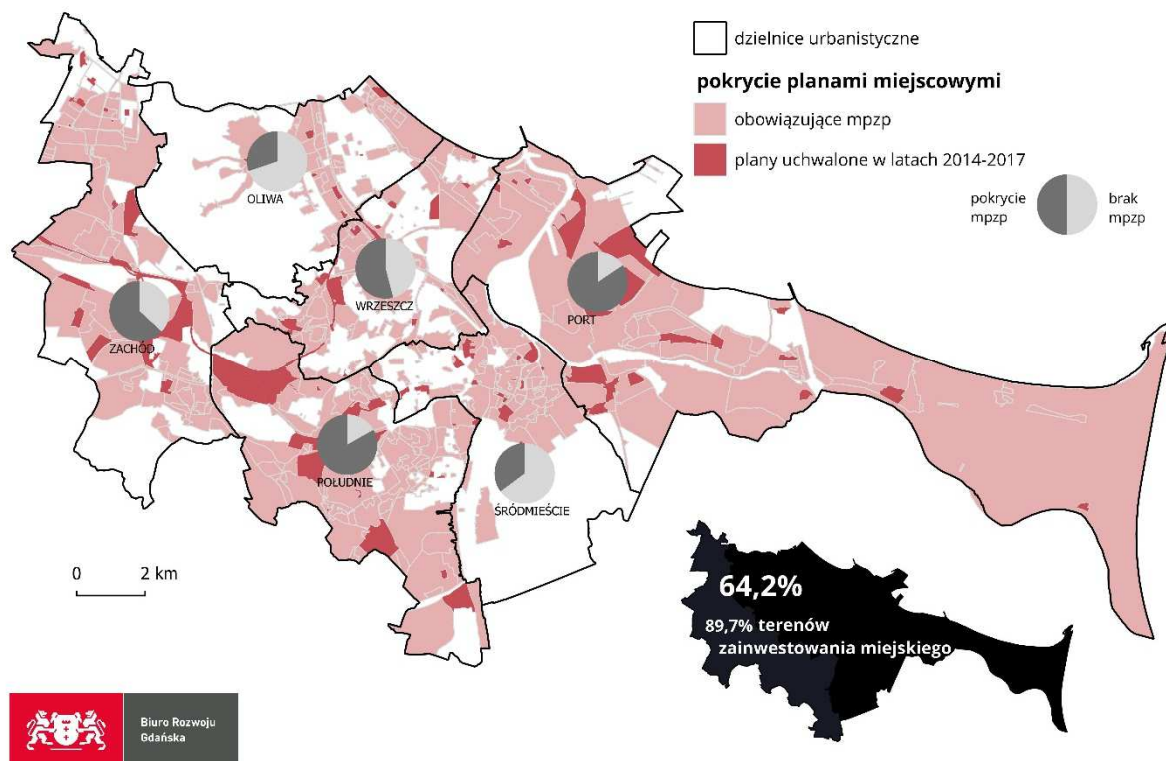 dzielnice urbanistyczne
pokrycie planami miejscowymi
obowiązujące mpzp
plany uchwalone w latach 2014-2017
pokrycie
mpzp
brak
mpzp
OLIWA
WRZESZCZ
PORT
ZACHÓD
POŁUDNIE
ŚRÓDMIEŚCIE
0 2 km
64,2%
89,7% terenów
zainwestowania miejskiego
Biuro Rozwoju
Gdańska